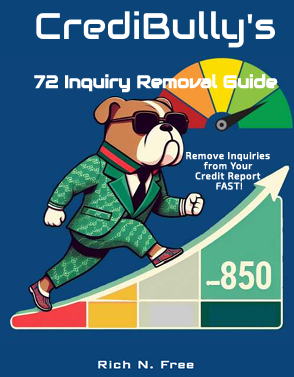 CrediBully's
72 Inquiry Removal Guide
Remove Inquiries
from Your
Credit Report
FAST!
850
Rich N. Free